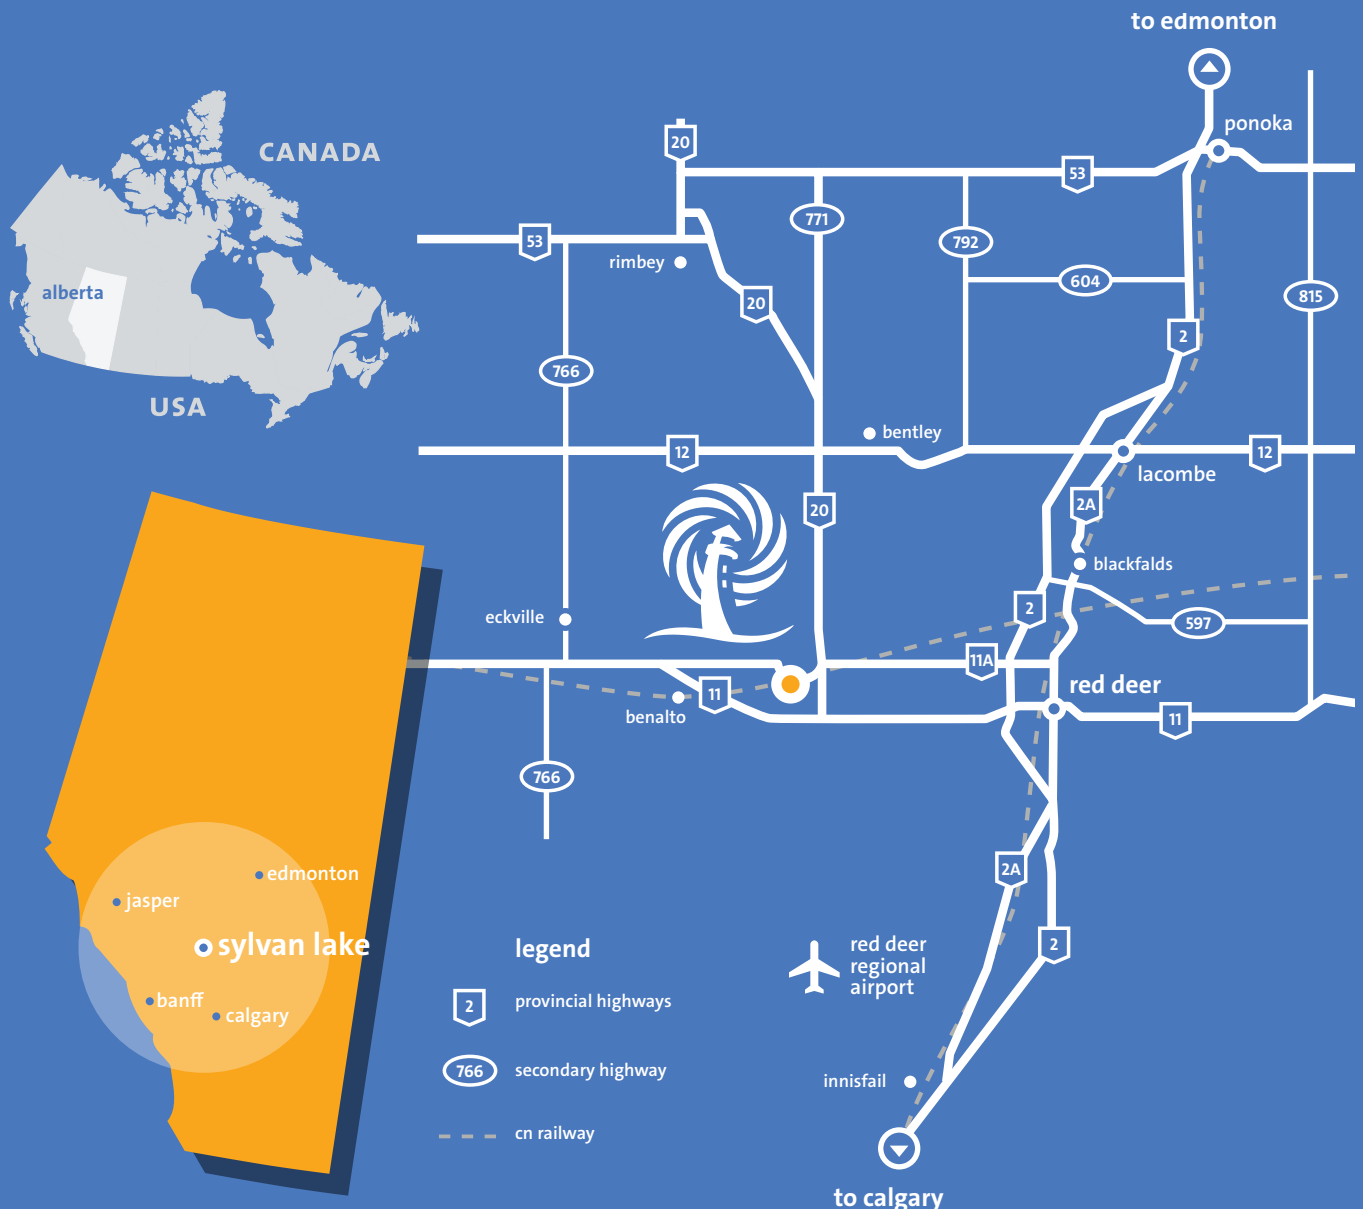 to edmonton
ponoka
CANADA
20
53
771
53
792
rimbey
604
alberta
20
815
2
766
USA
bentley
12
12
lacombe
20
2A
blackfalds
2
eckville
597
11A
red deer
11
benalto
11
766
edmonton
2A
jasper
sylvan lake
legend
red deer
regional
airport
2
banff
2
provincial highways
calgary
766
secondary highway
innisfail
cn railway
to calgary